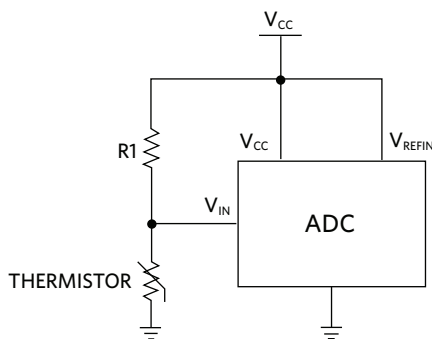 VCC
R1
VCC
VREFIN
VIN
ADC
THERMISTOR